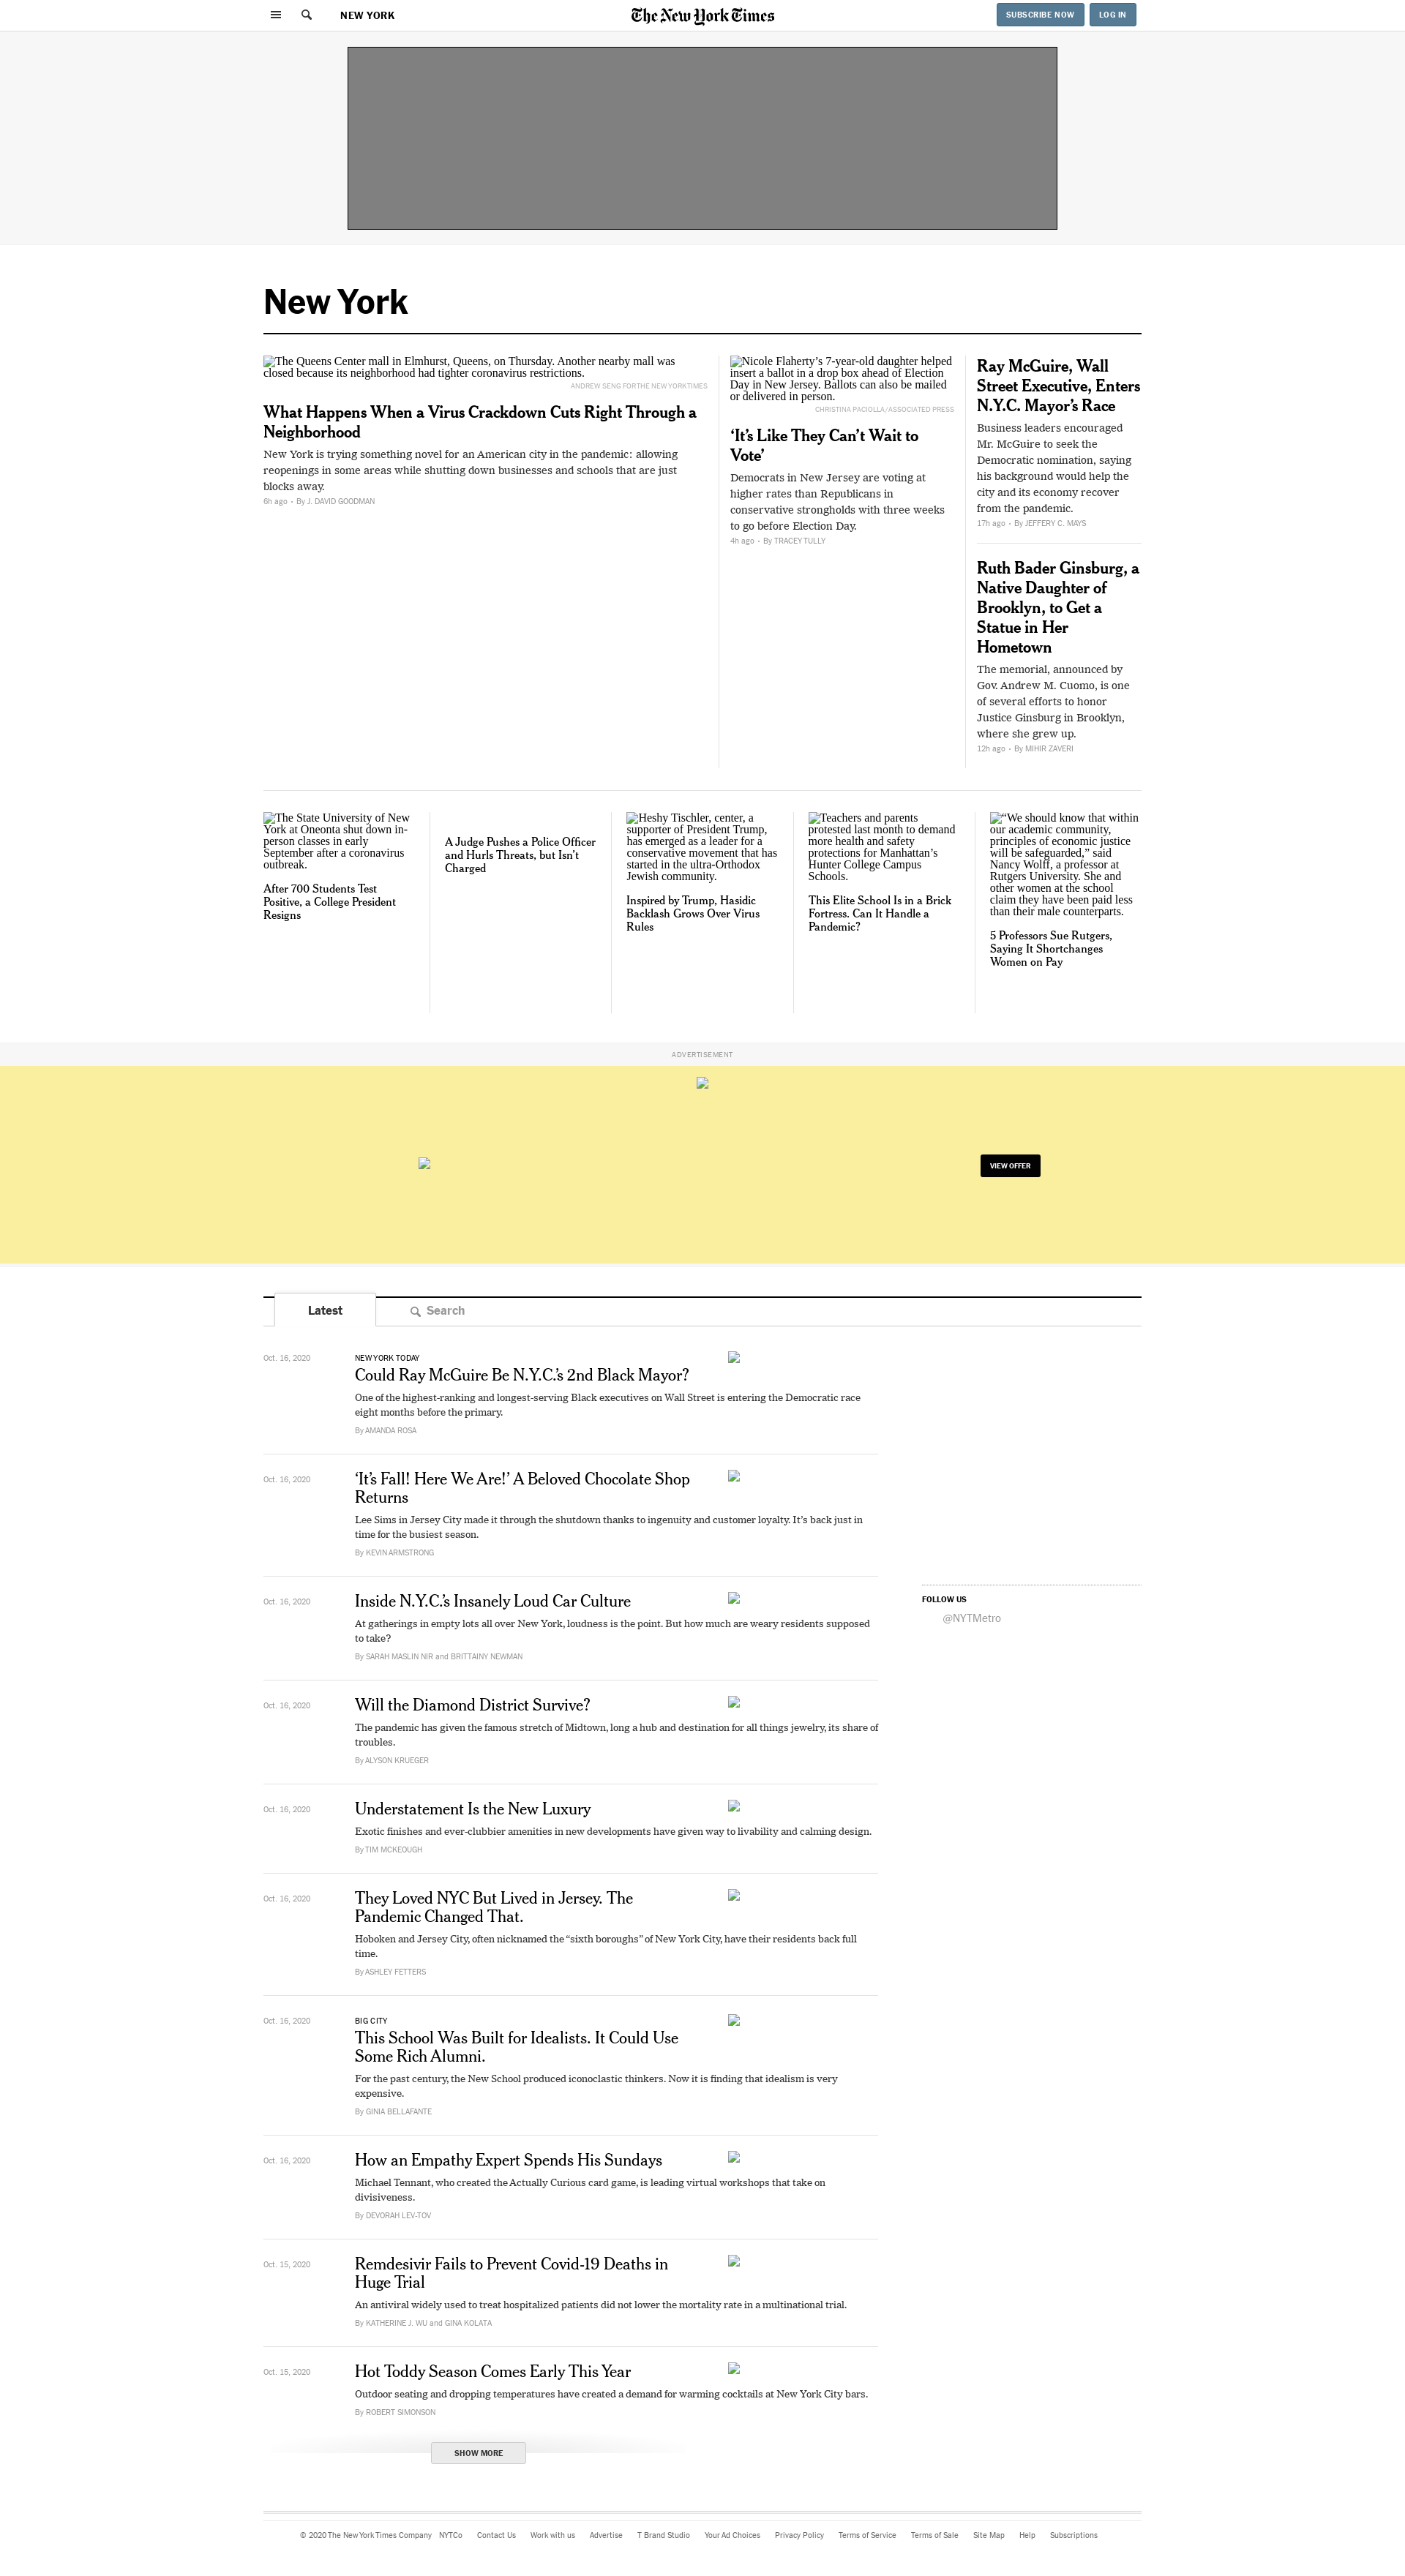 NEW YORK
The New York Times
SUBSCRIBE NOW
LOG IN
New York
The Queens Center mall in Elmhurst, Queens, on Thursday. Another nearby mall was
closed because its neighborhood had tighter coronavirus restrictions.
ANDREW SENG FOR THE NEW YORK TIMES
What Happens When a Virus Crackdown Cuts Right Through a
Neighborhood
New York is trying something novel for an American city in the pandemic: allowing
reopenings in some areas while shutting down businesses and schools that are just
blocks away.
6h ago • By J. DAVID GOODMAN
Nicole Flaherty’s 7-year-old daughter helped
insert a ballot in a drop box ahead of Election
Day in New Jersey. Ballots can also be mailed
or delivered in person.
CHRISTINA PACIOLLA/ASSOCIATED PRESS
‘It’s Like They Can’t Wait to
Vote’
Democrats in New Jersey are voting at
higher rates than Republicans in
conservative strongholds with three weeks
to go before Election Day.
4h ago • By TRACEY TULLY
Ray McGuire, Wall
Street Executive, Enters
N.Y.C. Mayor’s Race
Business leaders encouraged
Mr. McGuire to seek the
Democratic nomination, saying
his background would help the
city and its economy recover
from the pandemic.
17h ago • By JEFFERY C. MAYS
Ruth Bader Ginsburg, a
Native Daughter of
Brooklyn, to Get a
Statue in Her
Hometown
The memorial, announced by
Gov. Andrew M. Cuomo, is one
of several efforts to honor
Justice Ginsburg in Brooklyn,
where she grew up.
12h ago • By MIHIR ZAVERI
The State University of New
York at Oneonta shut down in-
person classes in early
September after a coronavirus
outbreak.
After 700 Students Test
Positive, a College President
Resigns
A Judge Pushes a Police Officer
and Hurls Threats, but Isn’t
Charged
Heshy Tischler, center, a
supporter of President Trump,
has emerged as a leader for a
conservative movement that has
started in the ultra-Orthodox
Jewish community.
Inspired by Trump, Hasidic
Backlash Grows Over Virus
Rules
Teachers and parents
protested last month to demand
more health and safety
protections for Manhattan’s
Hunter College Campus
Schools.
This Elite School Is in a Brick
Fortress. Can It Handle a
Pandemic?
“We should know that within
our academic community,
principles of economic justice
will be safeguarded,” said
Nancy Wolff, a professor at
Rutgers University. She and
other women at the school
claim they have been paid less
than their male counterparts.
5 Professors Sue Rutgers,
Saying It Shortchanges
Women on Pay
ADVERTISEMENT
VIEW OFFER
Latest
Search
Oct. 16, 2020
NEW YORK TODAY
Could Ray McGuire Be N.Y.C.’s 2nd Black Mayor?
One of the highest-ranking and longest-serving Black executives on Wall Street is entering the Democratic race
eight months before the primary.
By AMANDA ROSA
Oct. 16, 2020
‘It’s Fall! Here We Are!’ A Beloved Chocolate Shop
Returns
Lee Sims in Jersey City made it through the shutdown thanks to ingenuity and customer loyalty. It’s back just in
time for the busiest season.
By KEVIN ARMSTRONG
Oct. 16, 2020
Inside N.Y.C.’s Insanely Loud Car Culture
At gatherings in empty lots all over New York, loudness is the point. But how much are weary residents supposed
to take?
By SARAH MASLIN NIR and BRITTAINY NEWMAN
FOLLOW US
@NYTMetro
Oct. 16, 2020
Will the Diamond District Survive?
The pandemic has given the famous stretch of Midtown, long a hub and destination for all things jewelry, its share of
troubles.
By ALYSON KRUEGER
Oct. 16, 2020
Understatement Is the New Luxury
Exotic finishes and ever-clubbier amenities in new developments have given way to livability and calming design.
By TIM MCKEOUGH
Oct. 16, 2020
They Loved NYC But Lived in Jersey. The
Pandemic Changed That.
Hoboken and Jersey City, often nicknamed the “sixth boroughs” of New York City, have their residents back full
time.
By ASHLEY FETTERS
Oct. 16, 2020
BIG CITY
This School Was Built for Idealists. It Could Use
Some Rich Alumni.
For the past century, the New School produced iconoclastic thinkers. Now it is finding that idealism is very
expensive.
By GINIA BELLAFANTE
Oct. 16, 2020
How an Empathy Expert Spends His Sundays
Michael Tennant, who created the Actually Curious card game, is leading virtual workshops that take on
divisiveness.
By DEVORAH LEV-TOV
Oct. 15, 2020
Remdesivir Fails to Prevent Covid-19 Deaths in
Huge Trial
An antiviral widely used to treat hospitalized patients did not lower the mortality rate in a multinational trial.
By KATHERINE J. WU and GINA KOLATA
Oct. 15, 2020
Hot Toddy Season Comes Early This Year
Outdoor seating and dropping temperatures have created a demand for warming cocktails at New York City bars.
By ROBERT SIMONSON
SHOW MORE
© 2020 The New York Times Company NYTCo Contact Us Work with us Advertise T Brand Studio Your Ad Choices Privacy Policy Terms of Service Terms of Sale Site Map Help Subscriptions